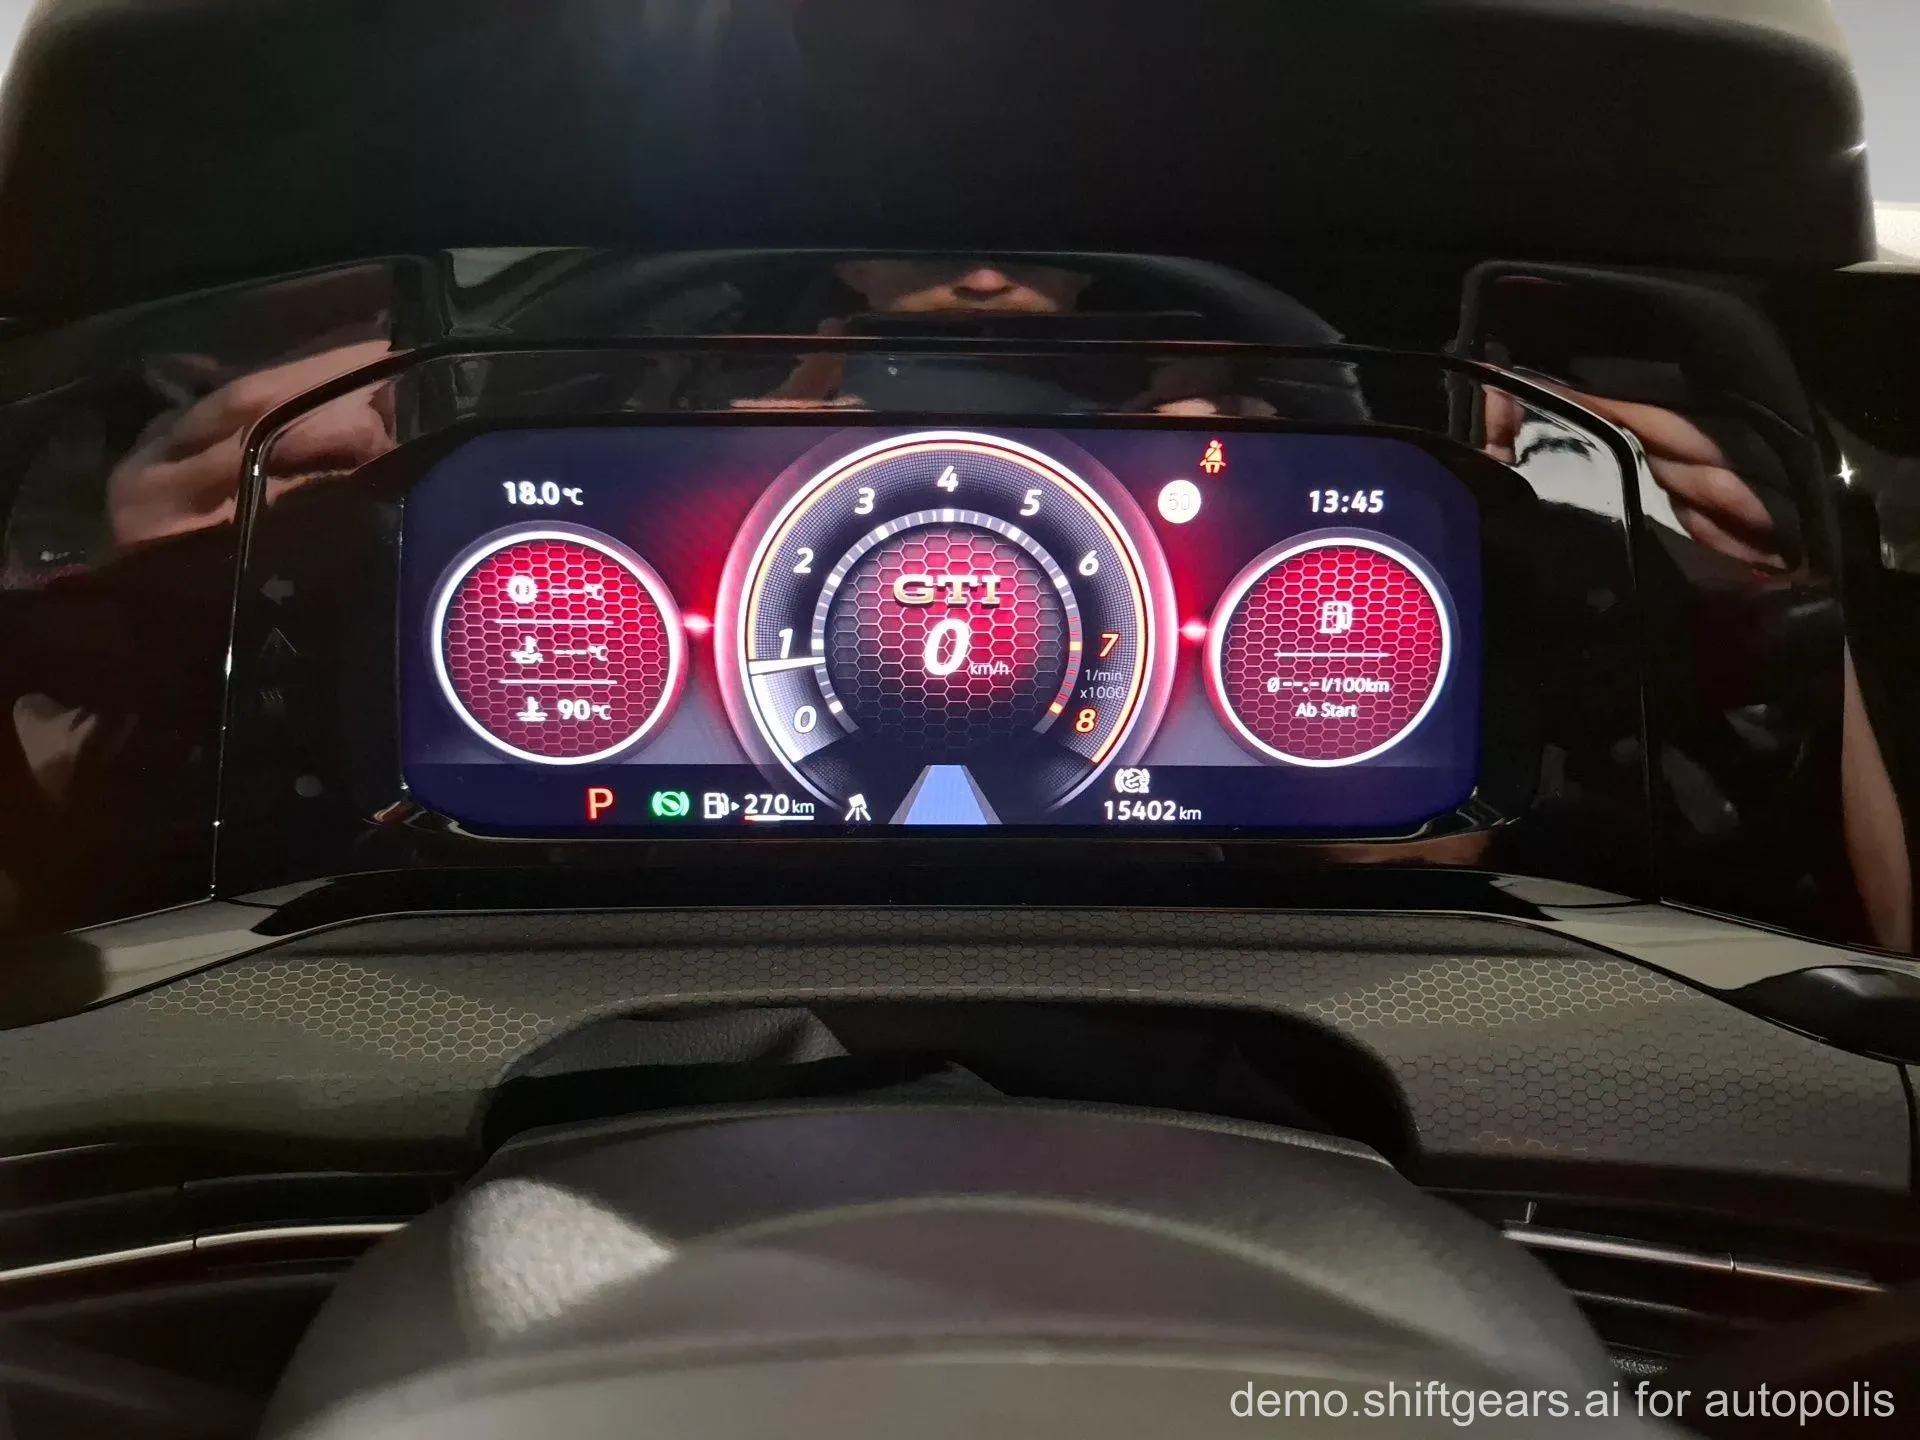 18.0°C
13:45
50
0 1 2 3 4 5 6 7 8
1/min
x1000
GTI
0 km/h
---°C
---°C
90°C
Ø--.-l/100km
Ab Start
P
270 km
15402 km
demo.shiftgears.ai for autopolis